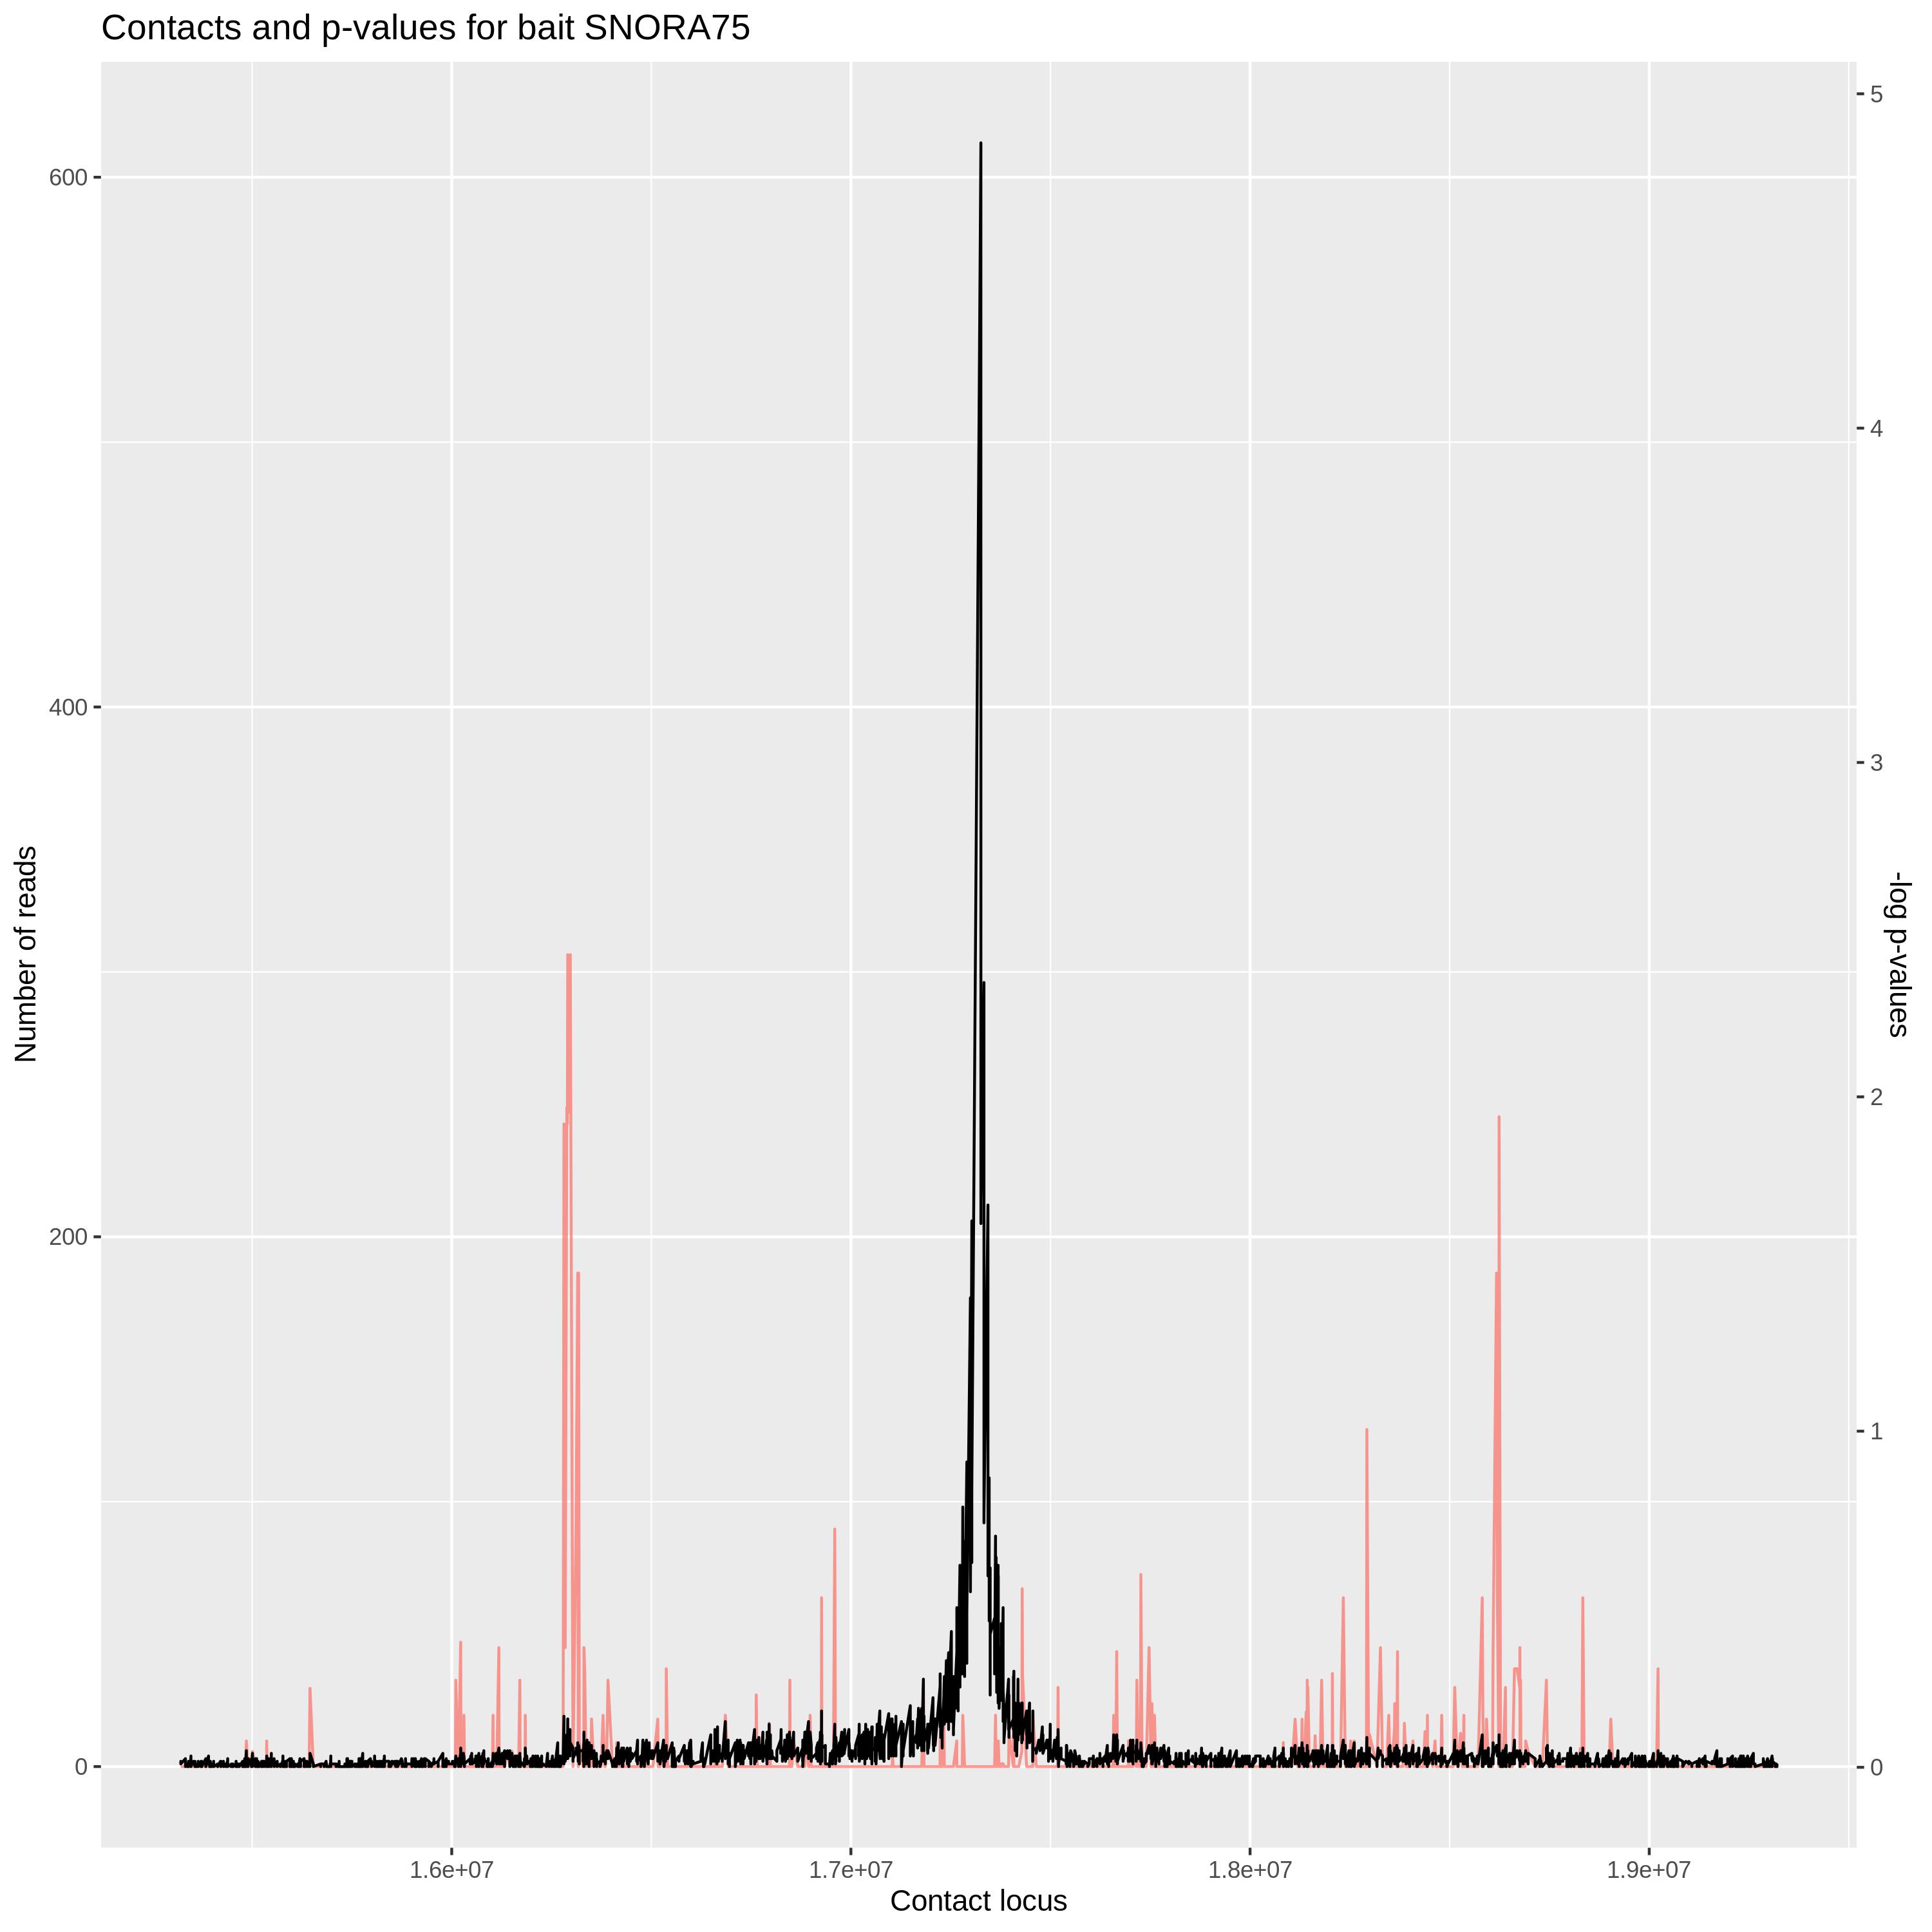 Contacts and p-values for bait SNORA75
600
400
200
0
5
4
3
2
1
0
Number of reads
-log p-values
1.6e+07
1.7e+07
1.8e+07
1.9e+07
Contact locus